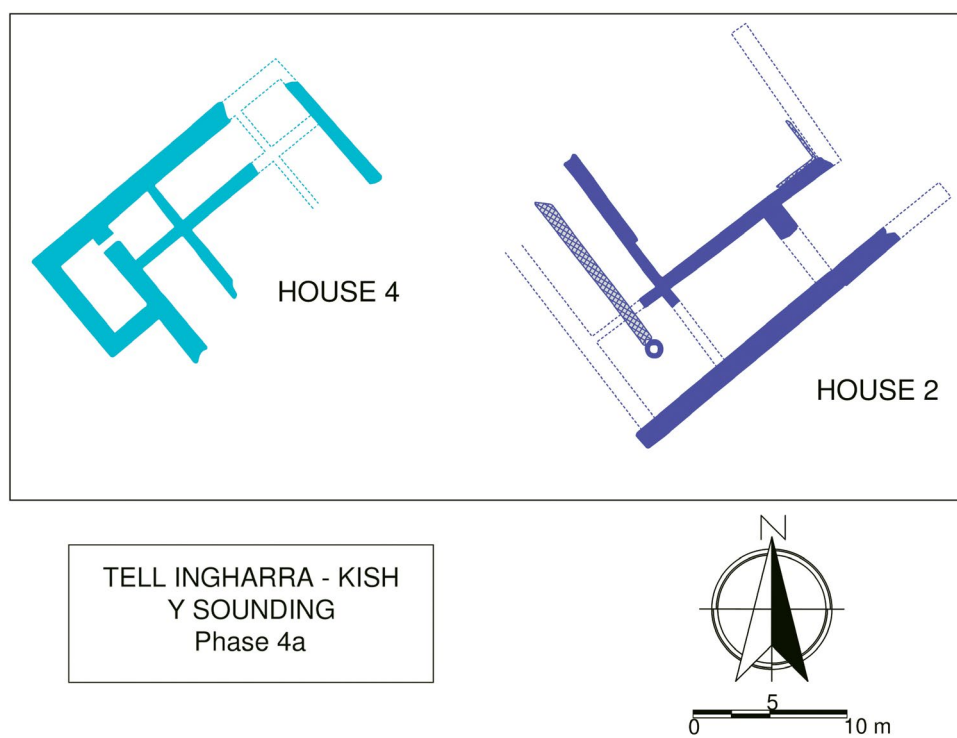 HOUSE 4
HOUSE 2
TELL INGHARRA - KISH
Y SOUNDING
Phase 4a
N
5
0 10 m